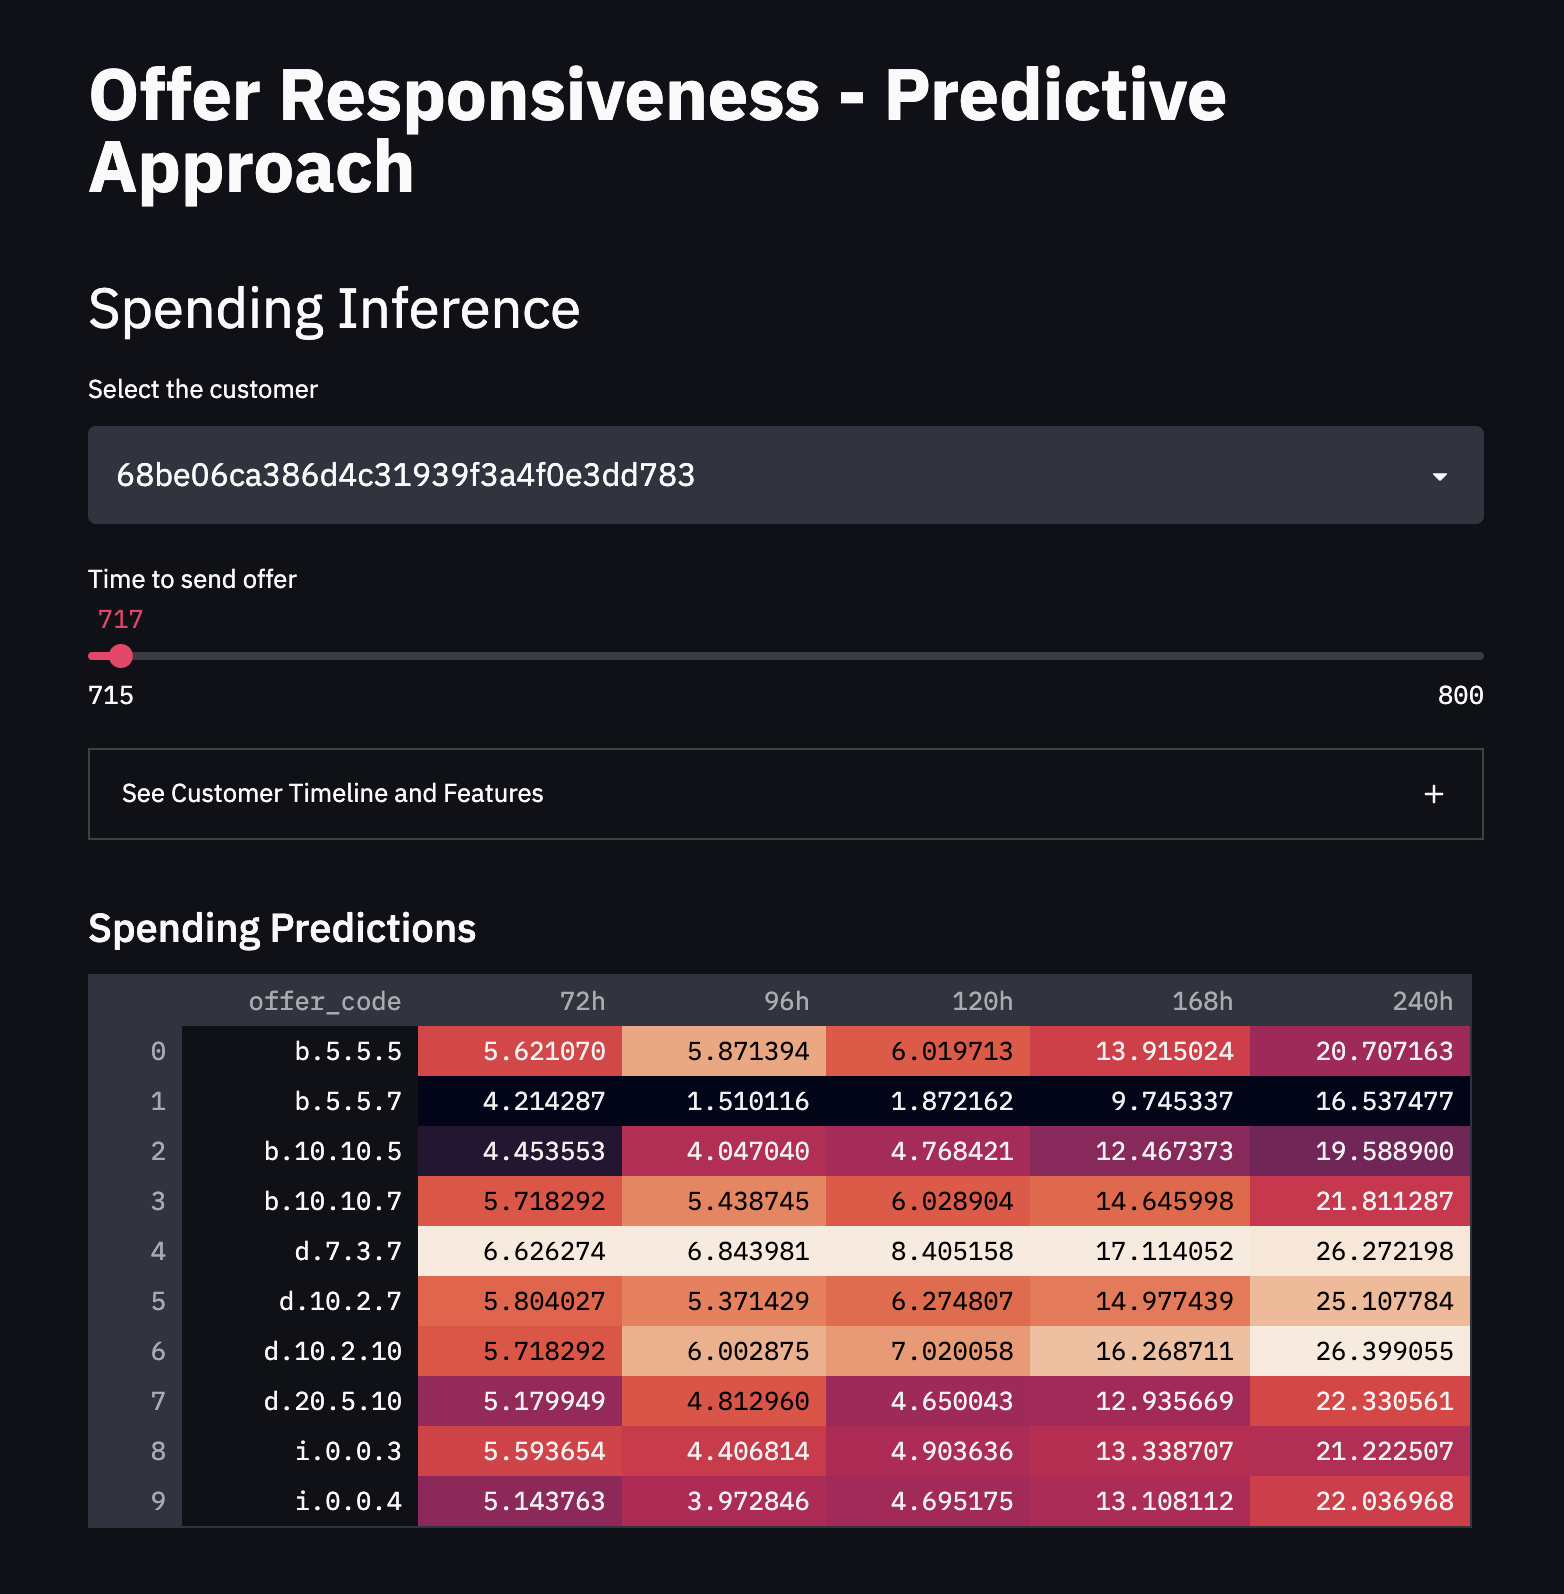 Offer Responsiveness - Predictive
Approach
Spending Inference
Select the customer
68be06ca386d4c31939f3a4f0e3dd783
Time to send offer
717
715 800
See Customer Timeline and Features +
Spending Predictions
offer_code 72h 96h 120h 168h 240h
0 b.5.5.5 5.621070 5.871394 6.019713 13.915024 20.707163
1 b.5.5.7 4.214287 1.510116 1.872162 9.745337 16.537477
2 b.10.10.5 4.453553 4.047040 4.768421 12.467373 19.588900
3 b.10.10.7 5.718292 5.438745 6.028904 14.645998 21.811287
4 d.7.3.7 6.626274 6.843981 8.405158 17.114052 26.272198
5 d.10.2.7 5.804027 5.371429 6.274807 14.977439 25.107784
6 d.10.2.10 5.718292 6.002875 7.020058 16.268711 26.399055
7 d.20.5.10 5.179949 4.812960 4.650043 12.935669 22.330561
8 i.0.0.3 5.593654 4.406814 4.903636 13.338707 21.222507
9 i.0.0.4 5.143763 3.972846 4.695175 13.108112 22.036968